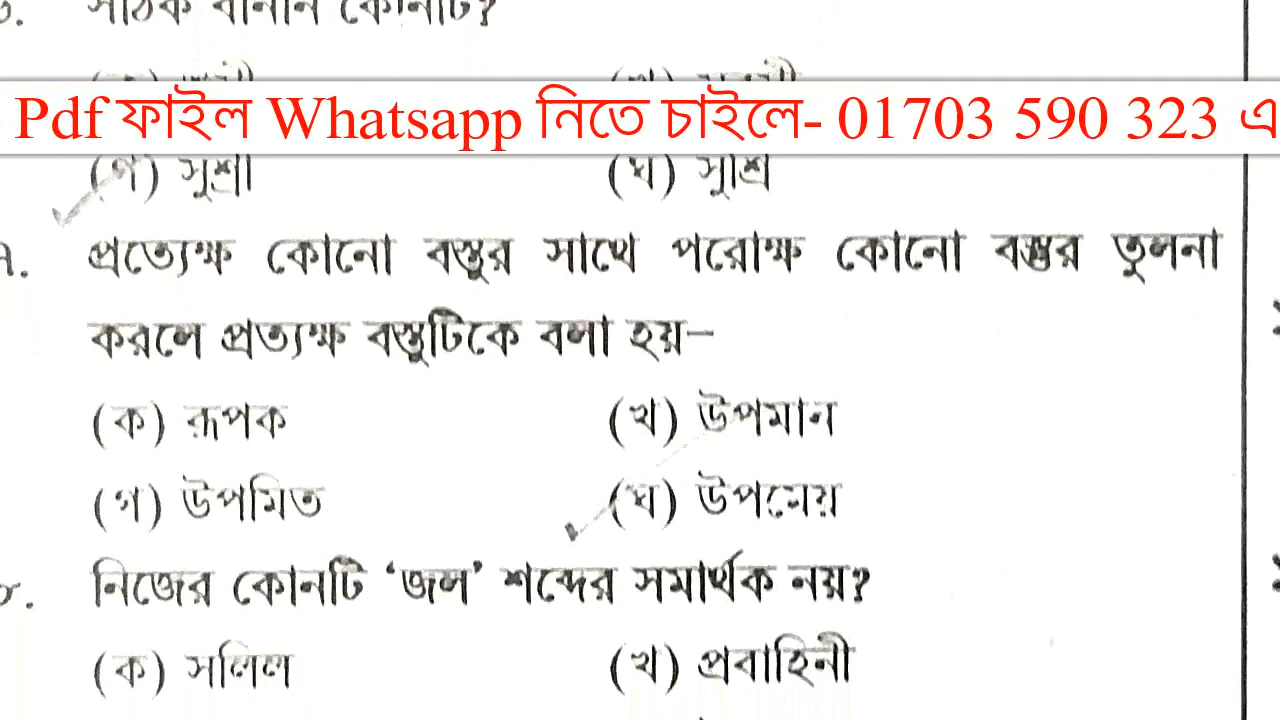 ৬. সঠিক বানান কোনটি?
Pdf ফাইল Whatsapp নিতে চাইলে- 01703 590 323 এ
(গ) সুশ্রী (ঘ) সুশ্রি
৭. প্রত্যেক্ষ কোনো বস্তুর সাথে পরোক্ষ কোনো বস্তুর তুলনা
করলে প্রত্যক্ষ বস্তুটিকে বলা হয়–
(ক) রূপক (খ) উপমান
(গ) উপমিত (ঘ) উপমেয়
৮. নিজের কোনটি ‘জল’ শব্দের সমার্থক নয়?
(ক) সলিল (খ) প্রবাহিনী